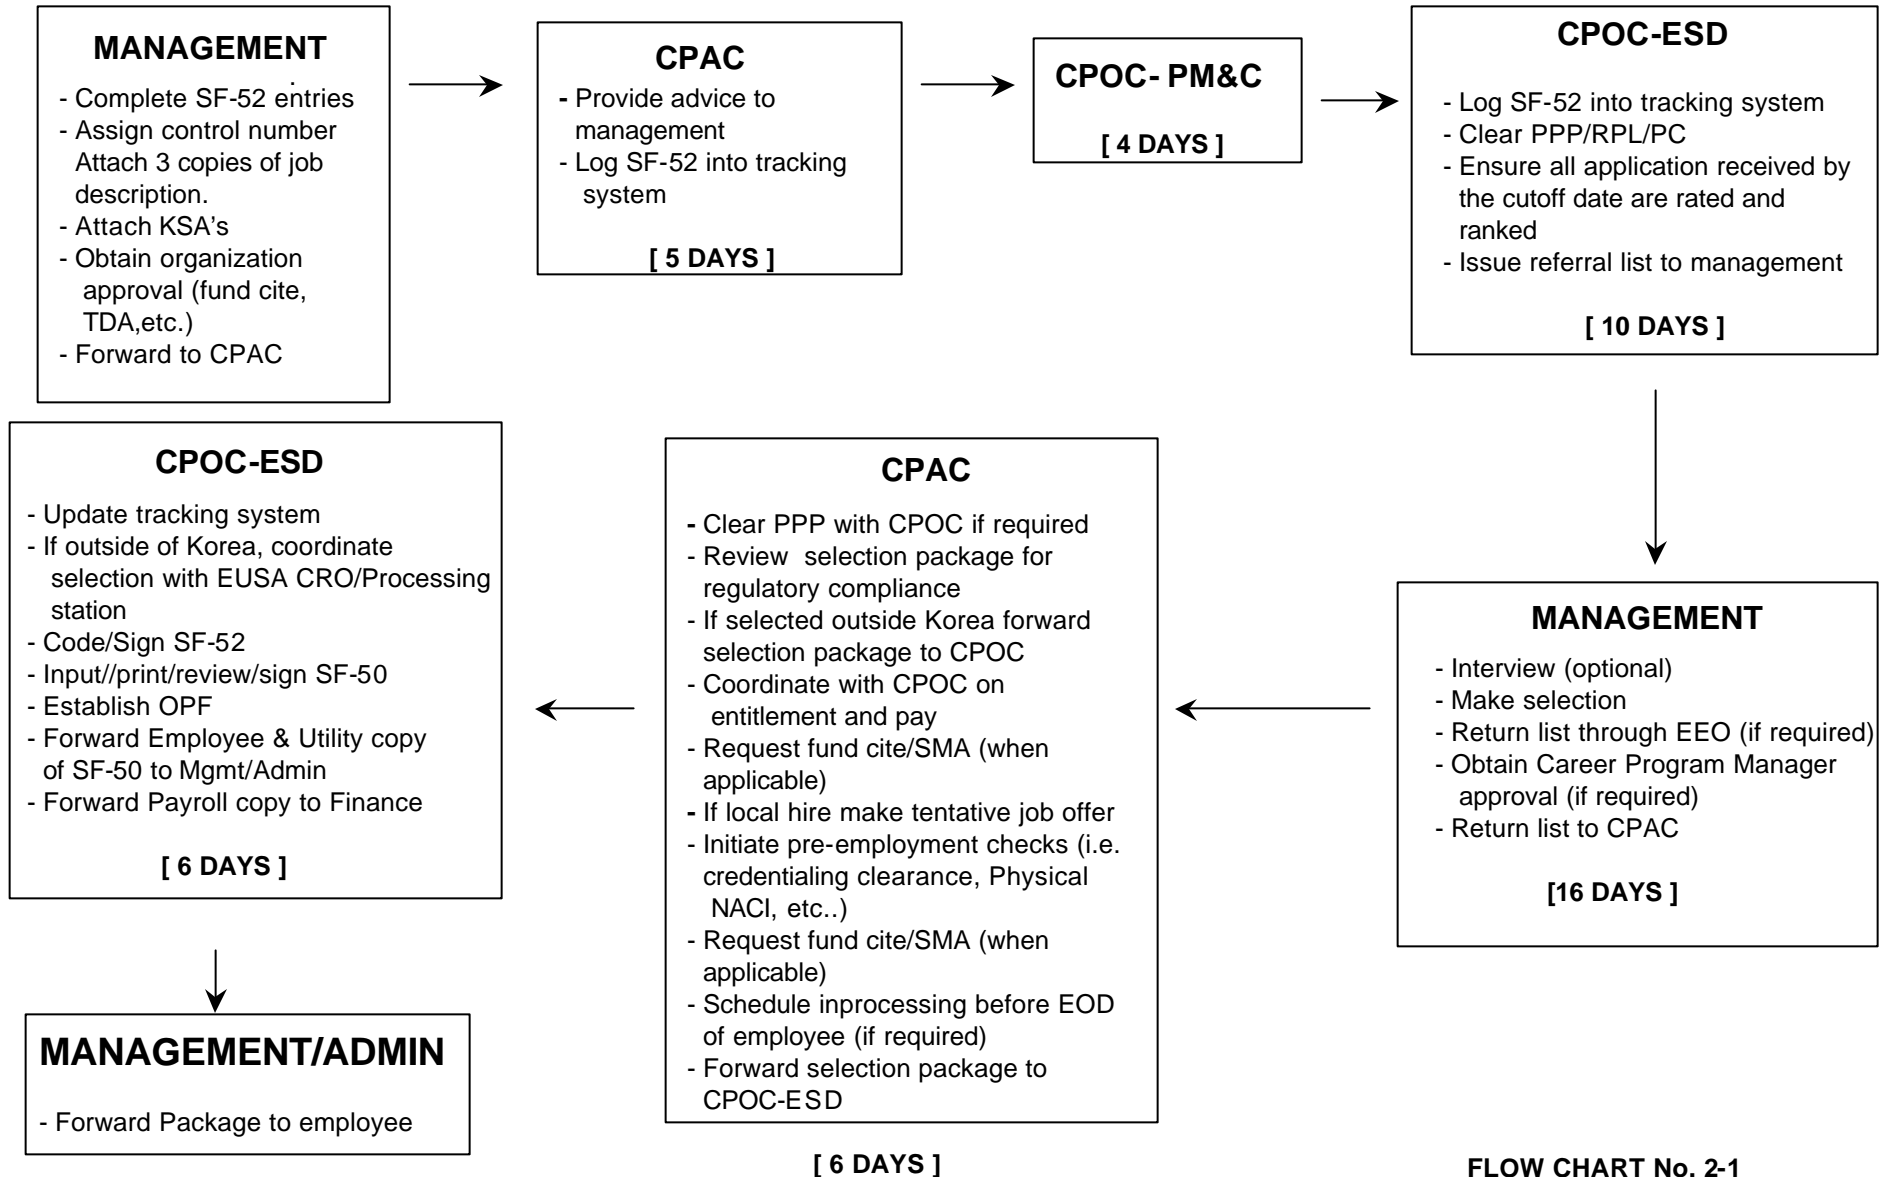 MANAGEMENT
- Complete SF-52 entries
- Assign control number
Attach 3 copies of job
description.
- Attach KSA's
- Obtain organization
approval (fund cite,
TDA,etc.)
- Forward to CPAC
CPAC
- Provide advice to
management
- Log SF-52 into tracking
system
[ 5 DAYS ]
CPOC- PM&C
[ 4 DAYS ]
CPOC-ESD
- Log SF-52 into tracking system
- Clear PPP/RPL/PC
- Ensure all application received by
the cutoff date are rated and
ranked
- Issue referral list to management
[ 10 DAYS ]
MANAGEMENT
- Interview (optional)
- Make selection
- Return list through EEO (if required)
- Obtain Career Program Manager
approval (if required)
- Return list to CPAC
[16 DAYS ]
CPAC
- Clear PPP with CPOC if required
- Review selection package for
regulatory compliance
- If selected outside Korea forward
selection package to CPOC
- Coordinate with CPOC on
entitlement and pay
- Request fund cite/SMA (when
applicable)
- If local hire make tentative job offer
- Initiate pre-employment checks (i.e.
credentialing clearance, Physical
NACI, etc..)
- Request fund cite/SMA (when
applicable)
- Schedule inprocessing before EOD
of employee (if required)
- Forward selection package to
CPOC-ESD
[ 6 DAYS ]
CPOC-ESD
- Update tracking system
- If outside of Korea, coordinate
selection with EUSA CRO/Processing
station
- Code/Sign SF-52
- Input//print/review/sign SF-50
- Establish OPF
- Forward Employee & Utility copy
of SF-50 to Mgmt/Admin
- Forward Payroll copy to Finance
[ 6 DAYS ]
MANAGEMENT/ADMIN
- Forward Package to employee
FLOW CHART No. 2-1